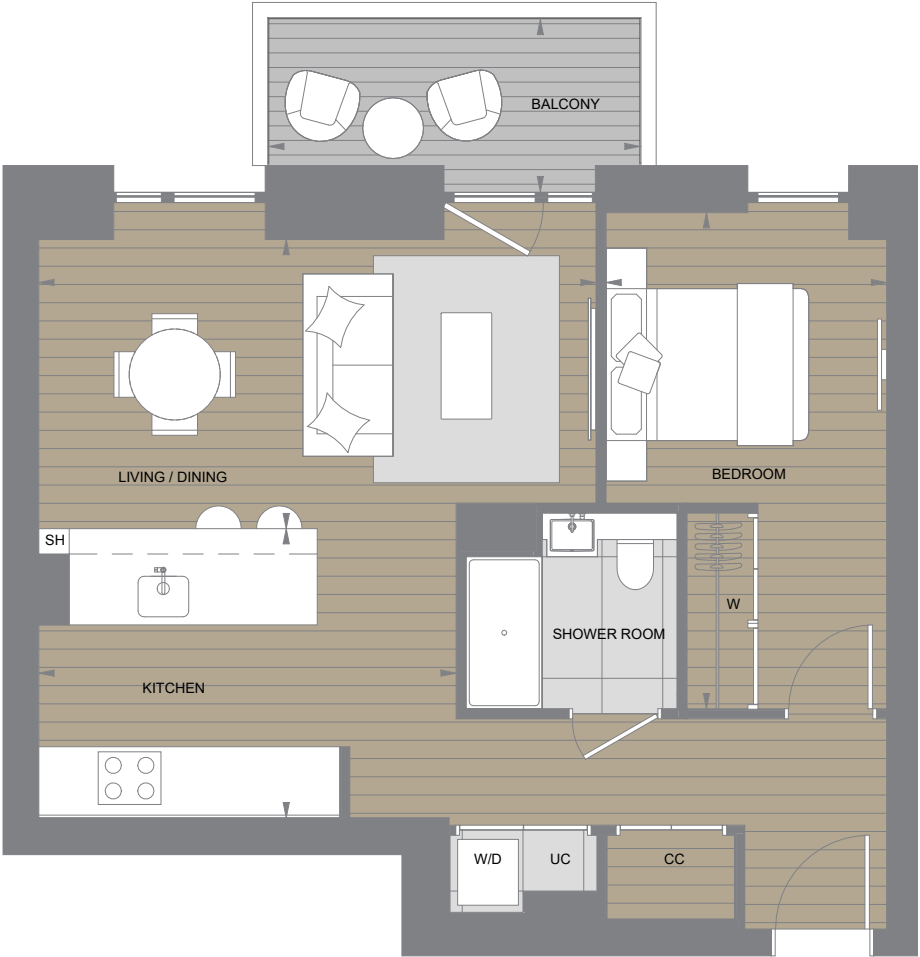 BALCONY
LIVING / DINING
BEDROOM
SH
W
SHOWER ROOM
KITCHEN
W/D
UC
CC